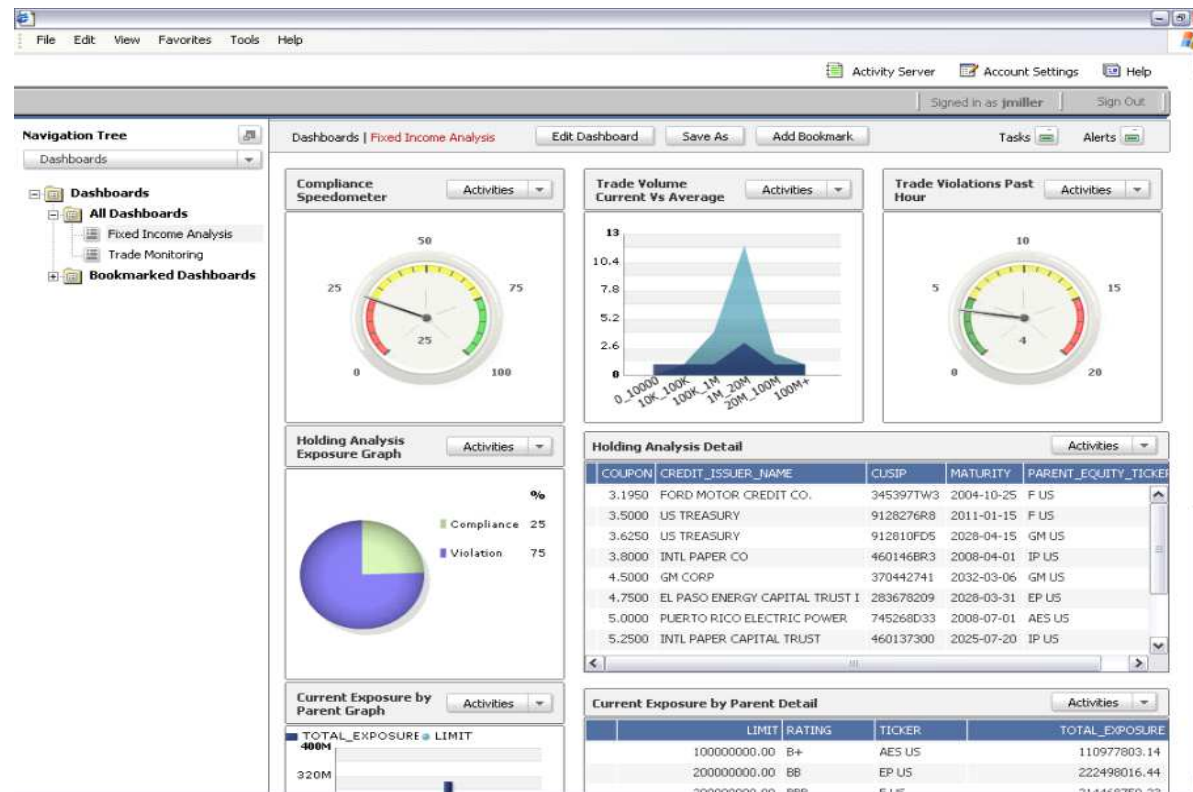 File Edit View Favorites Tools Help
Activity Server Account Settings Help
Signed in as jmiller Sign Out
Navigation Tree
Dashboards
Dashboards
All Dashboards
Fixed Income Analysis
Trade Monitoring
Bookmarked Dashboards
Dashboards | Fixed Income Analysis Edit Dashboard Save As Add Bookmark Tasks Alerts
Compliance Speedometer Activities
50
25 75
25
0 100
Trade Volume Current Vs Average Activities
13
10.4
7.8
5.2
2.6
0
0_10000 10K_100K 100K_1M 1M_20M 20M_100M 100M+
Trade Violations Past Hour Activities
10
5 15
4
0 20
Holding Analysis Exposure Graph Activities
%
Compliance 25
Violation 75
Holding Analysis Detail Activities
COUPON CREDIT_ISSUER_NAME CUSIP MATURITY PARENT_EQUITY_TICKER
3.1950 FORD MOTOR CREDIT CO. 345397TW3 2004-10-25 F US
3.5000 US TREASURY 9128276R8 2011-01-15 F US
3.6250 US TREASURY 912810FD5 2028-04-15 GM US
3.8000 INTL PAPER CO 460146BR3 2008-04-01 IP US
4.5000 GM CORP 370442741 2032-03-06 GM US
4.7500 EL PASO ENERGY CAPITAL TRUST I 283678209 2028-03-31 EP US
5.0000 PUERTO RICO ELECTRIC POWER 745268D33 2008-07-01 AES US
5.2500 INTL PAPER CAPITAL TRUST 460137300 2025-07-20 IP US
Current Exposure by Parent Graph Activities
TOTAL_EXPOSURE LIMIT
400M
320M
Current Exposure by Parent Detail Activities
LIMIT RATING TICKER TOTAL_EXPOSURE
100000000.00 B+ AES US 110977803.14
200000000.00 BB EP US 222498016.44